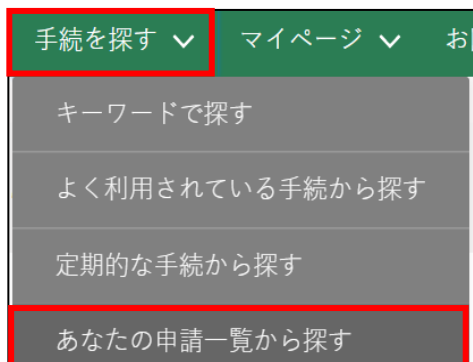 手続を探す マイページ お
キーワードで探す
よく利用されている手続から探す
定期的な手続から探す
あなたの申請一覧から探す